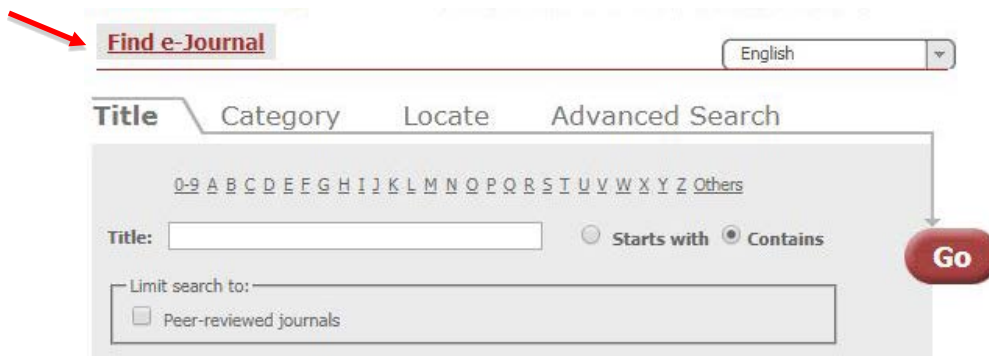 Find e-Journal
English
Title Category Locate Advanced Search
0-9 A B C D E F G H I J K L M N O P Q R S T U V W X Y Z Others
Title: Starts with Contains
Go
Limit search to:
Peer-reviewed journals